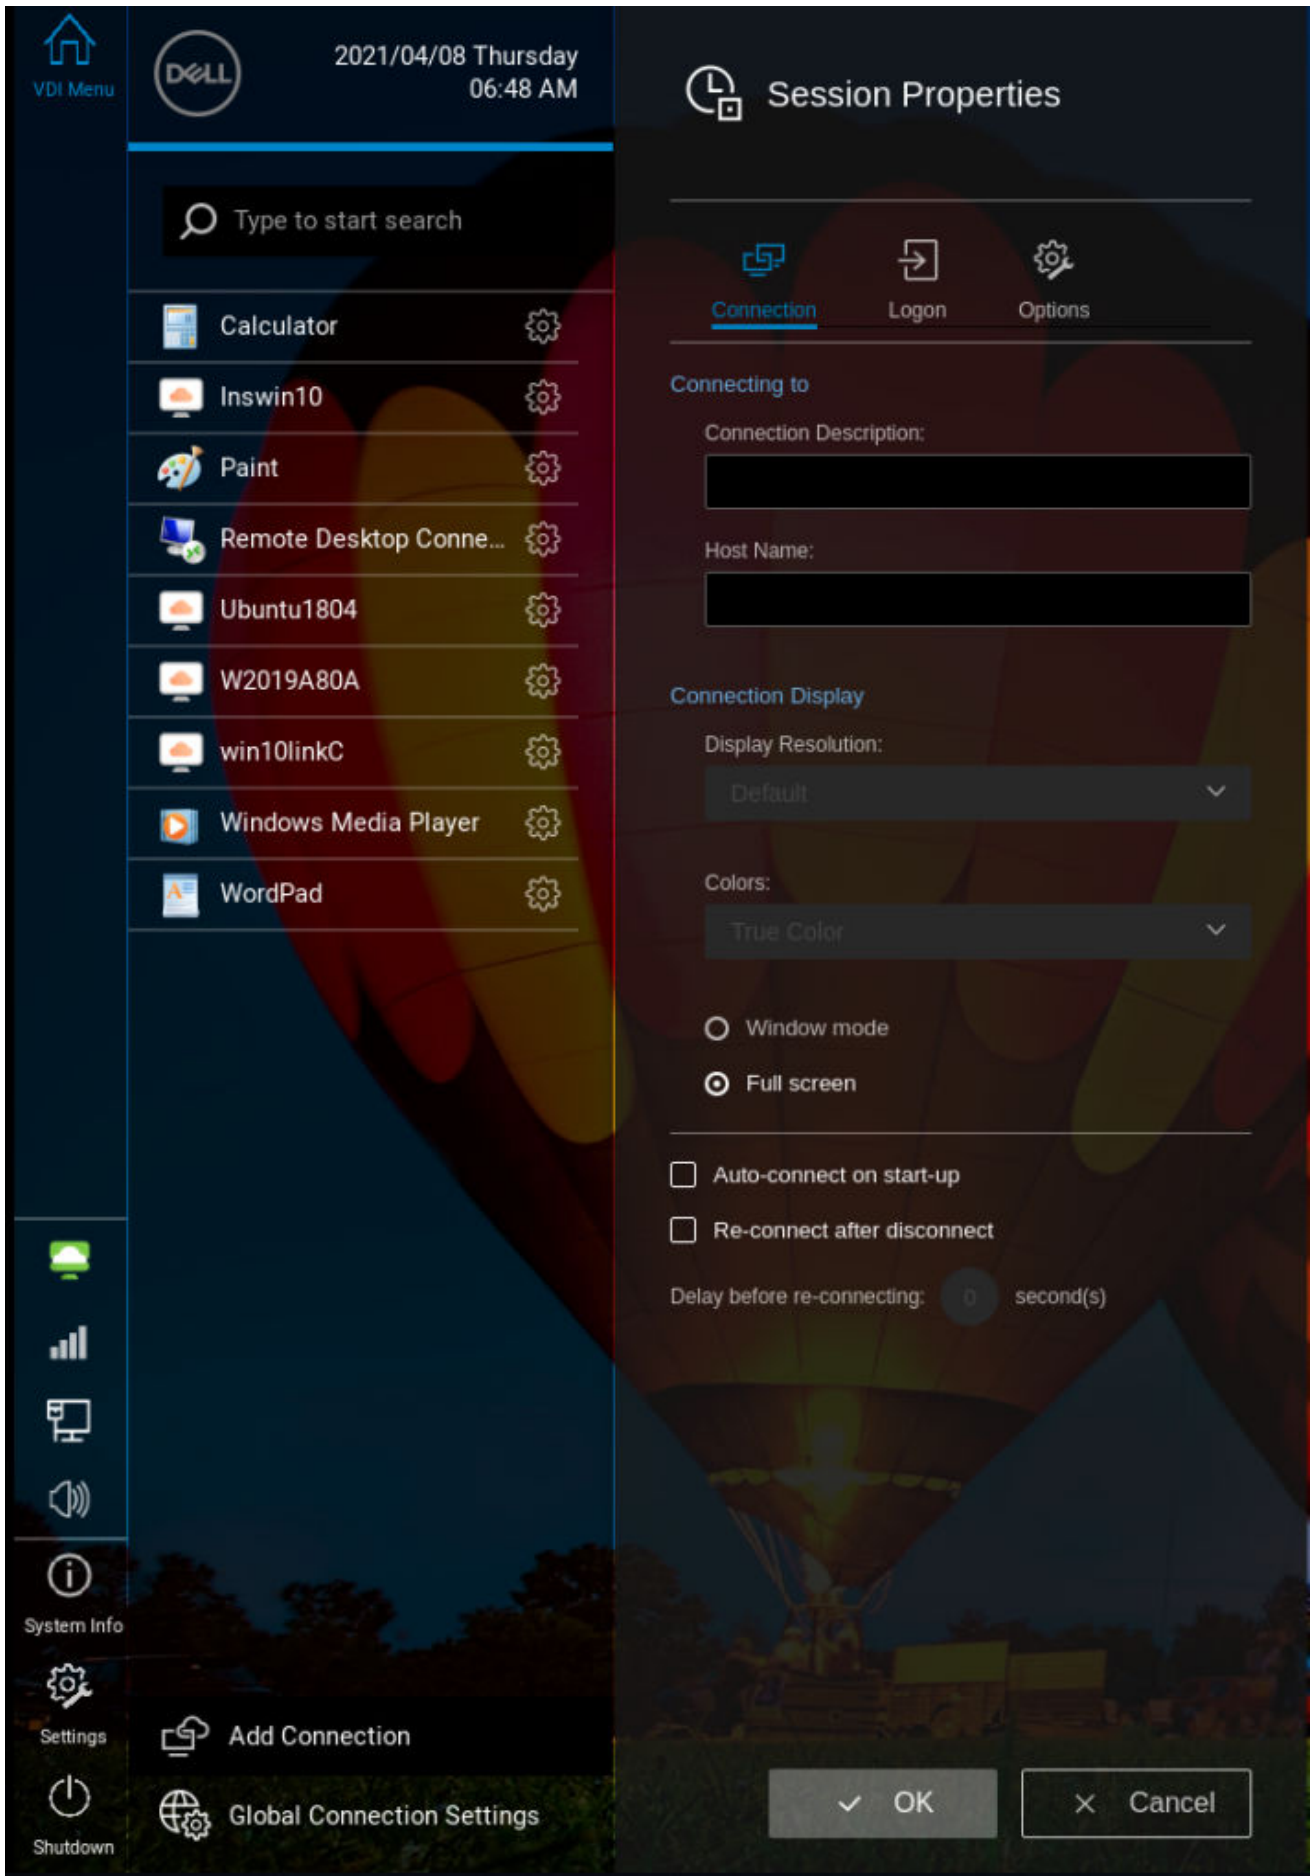 VDI Menu
DELL
2021/04/08 Thursday
06:48 AM
Type to start search
Calculator
Inswin10
Paint
Remote Desktop Conne...
Ubuntu1804
W2019A80A
win10linkC
Windows Media Player
WordPad
System Info
Settings
Shutdown
Add Connection
Global Connection Settings
Session Properties
Connection
Logon
Options
Connecting to
Connection Description:
Host Name:
Connection Display
Display Resolution:
Default
Colors:
True Color
Window mode
Full screen
Auto-connect on start-up
Re-connect after disconnect
Delay before re-connecting: 0 second(s)
OK
Cancel